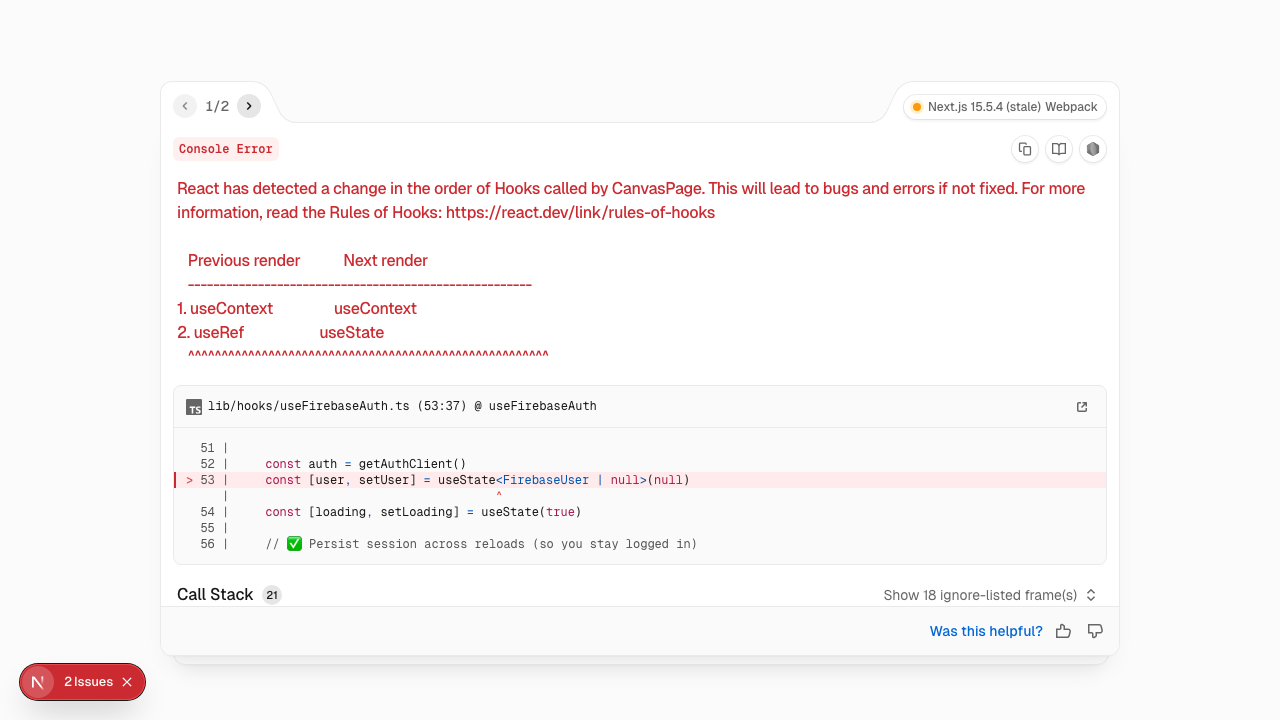 1/2
Next.js 15.5.4 (stale) Webpack
Console Error
React has detected a change in the order of Hooks called by CanvasPage. This will lead to bugs and errors if not fixed. For more
information, read the Rules of Hooks: https://react.dev/link/rules-of-hooks
Previous render Next render
------------------------------------------------------
1. useContext useContext
2. useRef useState
^^^^^^^^^^^^^^^^^^^^^^^^^^^^^^^^^^^^^^^^^^^^^^^^^^^^^^
TS lib/hooks/useFirebaseAuth.ts (53:37) @ useFirebaseAuth
51 |
52 | const auth = getAuthClient()
> 53 | const [user, setUser] = useState<FirebaseUser | null>(null)
| ^
54 | const [loading, setLoading] = useState(true)
55 |
56 | // ✅ Persist session across reloads (so you stay logged in)
Call Stack 21
Show 18 ignore-listed frame(s)
Was this helpful?
N 2 Issues